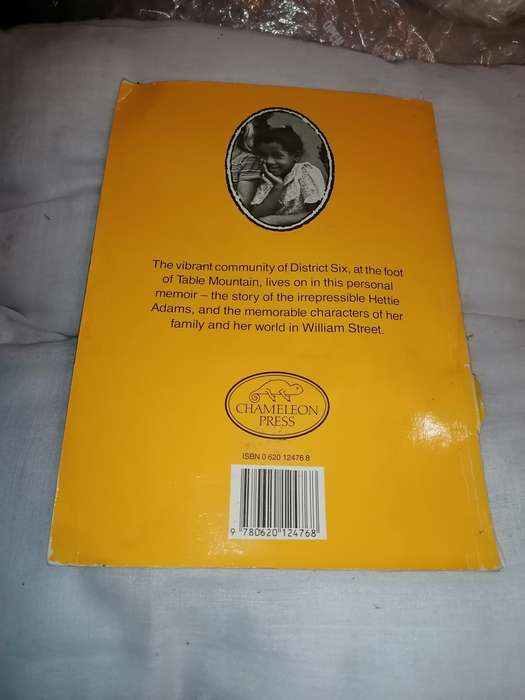 The vibrant community of District Six, at the foot
of Table Mountain, lives on in this personal
memoir – the story of the irrepressible Hettie
Adams, and the memorable characters of her
family and her world in William Street.
CHAMELEON
PRESS
ISBN 0 620 12476 8
9 780620 124768